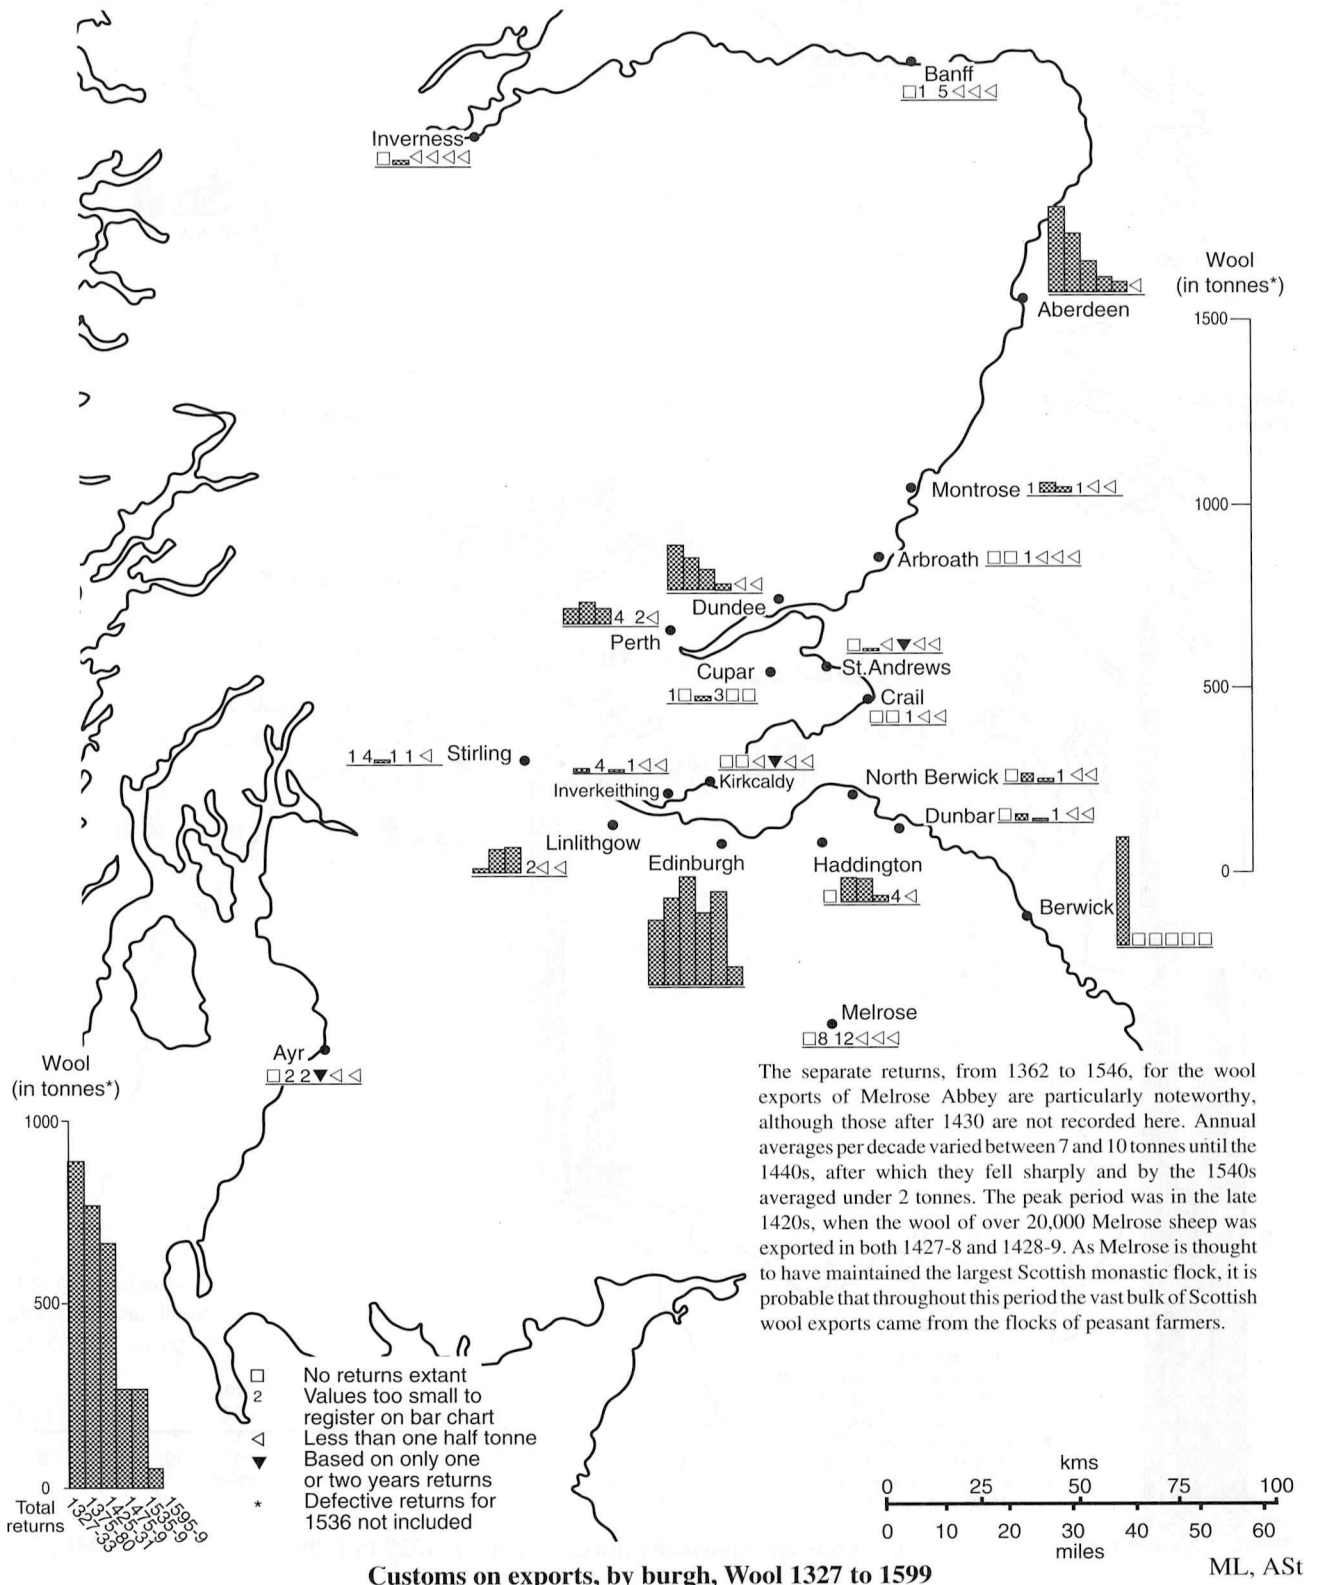 Banff
□1 5◁◁◁
Inverness
□ ◁◁◁◁
Wool
(in tonnes*)
◁
Aberdeen
1500
Montrose 1 1◁◁
1000
Arbroath □□ 1◁◁◁
◁◁
Dundee
4 2◁
Perth
□ ◁▼◁◁
St.Andrews
Cupar
1□ 3□□
500
Crail
□□ 1◁◁
1 4 1 1 ◁ Stirling
□□◁▼◁◁
4 1◁◁
Kirkcaldy
Inverkeithing
North Berwick □ 1 ◁◁
Dunbar □ 1 ◁◁
Linlithgow
2◁◁
Edinburgh
Haddington
□ 4◁
0
Berwick
□□□□□
Melrose
□8 12◁◁◁
Ayr
□2 2▼◁◁
Wool
(in tonnes*)
1000
500
0
Total
returns
1327-33
1375-80
1425-31
1475-9
1535-9
1595-9
The separate returns, from 1362 to 1546, for the wool
exports of Melrose Abbey are particularly noteworthy,
although those after 1430 are not recorded here. Annual
averages per decade varied between 7 and 10 tonnes until the
1440s, after which they fell sharply and by the 1540s
averaged under 2 tonnes. The peak period was in the late
1420s, when the wool of over 20,000 Melrose sheep was
exported in both 1427-8 and 1428-9. As Melrose is thought
to have maintained the largest Scottish monastic flock, it is
probable that throughout this period the vast bulk of Scottish
wool exports came from the flocks of peasant farmers.
□ No returns extant
2 Values too small to
register on bar chart
◁ Less than one half tonne
▼ Based on only one
or two years returns
* Defective returns for
1536 not included
kms
0 25 50 75 100
0 10 20 30 40 50 60
miles
ML, ASt
Customs on exports, by burgh, Wool 1327 to 1599